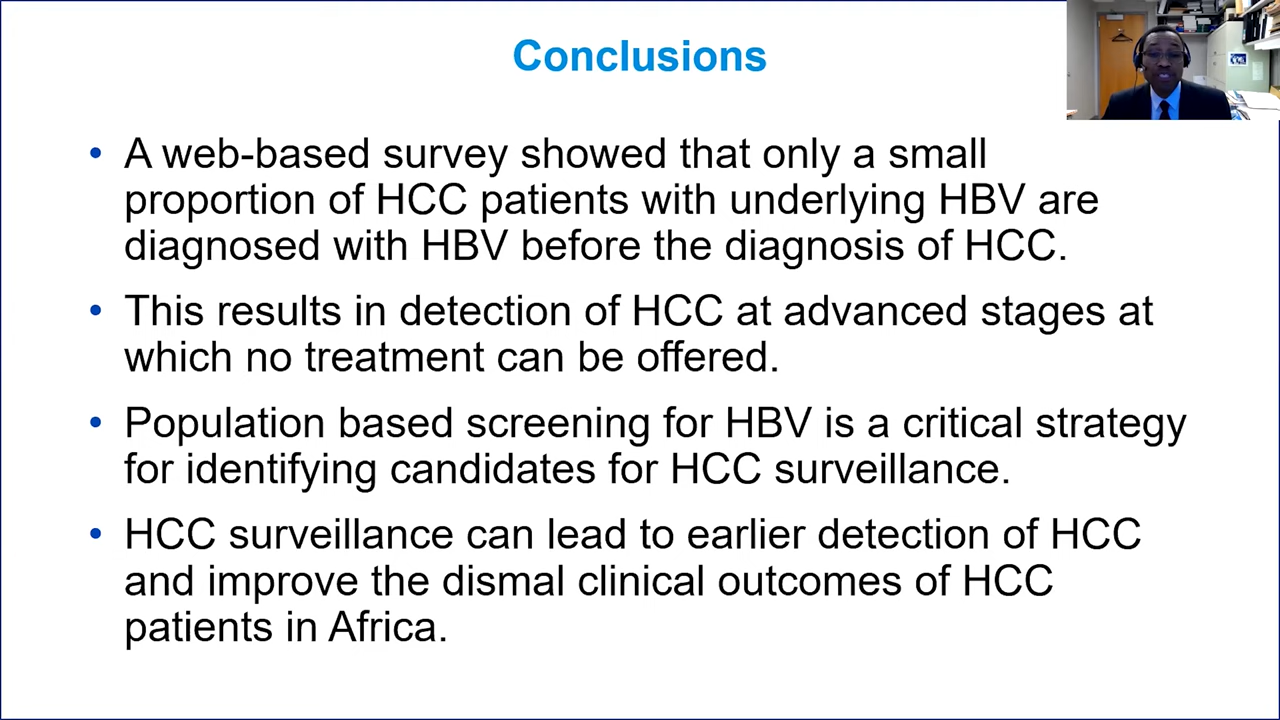 Conclusions
• A web-based survey showed that only a small
proportion of HCC patients with underlying HBV are
diagnosed with HBV before the diagnosis of HCC.
• This results in detection of HCC at advanced stages at
which no treatment can be offered.
• Population based screening for HBV is a critical strategy
for identifying candidates for HCC surveillance.
• HCC surveillance can lead to earlier detection of HCC
and improve the dismal clinical outcomes of HCC
patients in Africa.